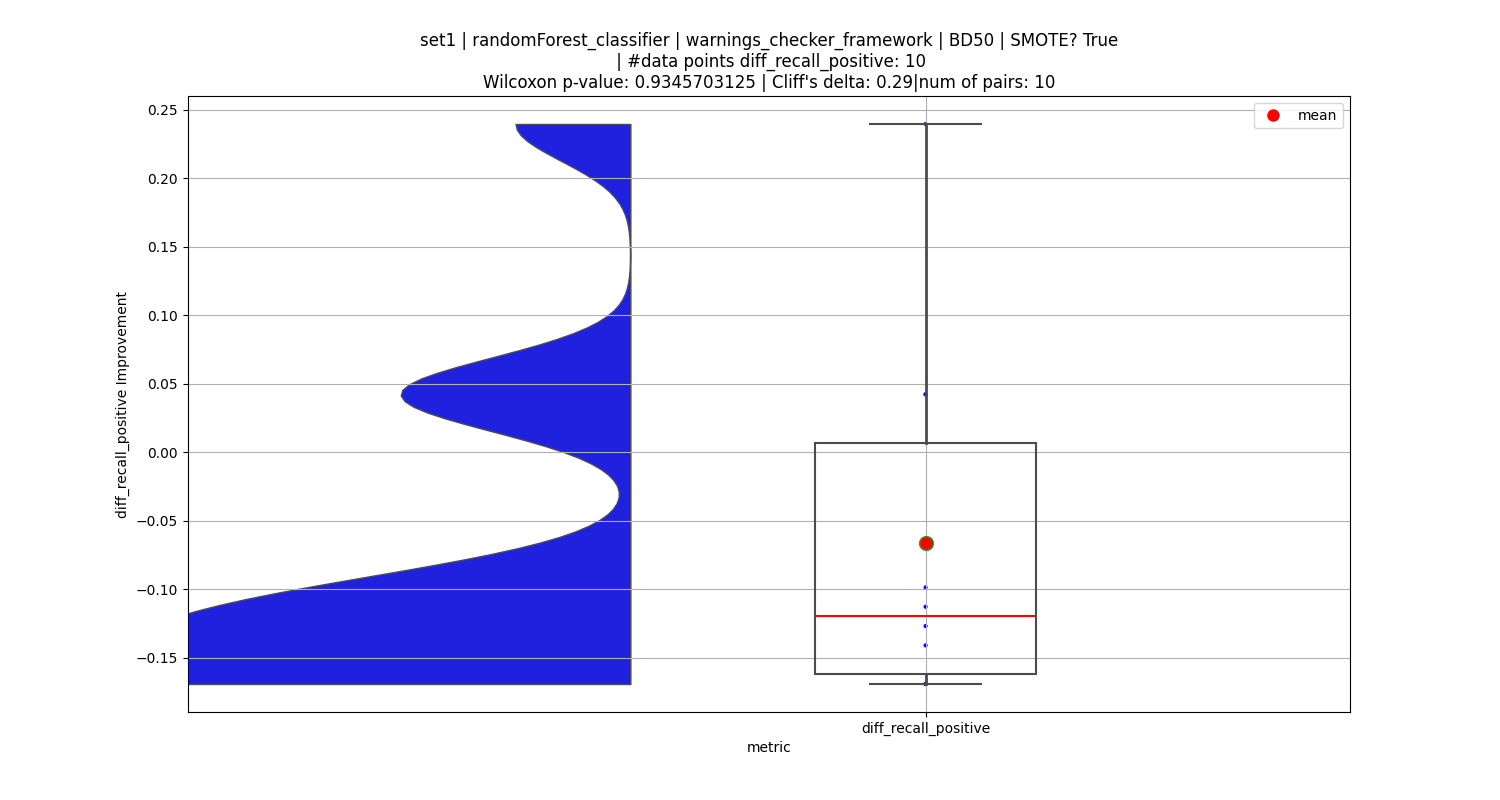 set1 | randomForest_classifier | warnings_checker_framework | BD50 | SMOTE? True
| #data points diff_recall_positive: 10
Wilcoxon p-value: 0.9345703125 | Cliff's delta: 0.29|num of pairs: 10
mean
0.25
0.20
0.15
0.10
0.05
0.00
−0.05
−0.10
−0.15
diff_recall_positive Improvement
diff_recall_positive
metric